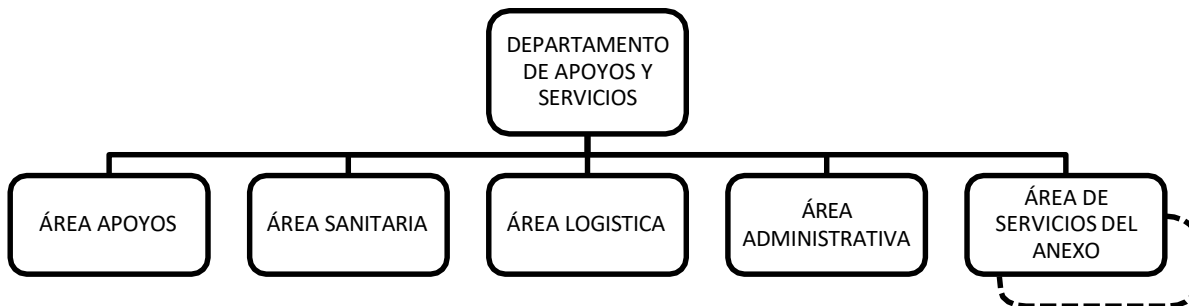 DEPARTAMENTO
DE APOYOS Y
SERVICIOS
ÁREA APOYOS
ÁREA SANITARIA
ÁREA LOGISTICA
ÁREA
ADMINISTRATIVA
ÁREA DE
SERVICIOS DEL
ANEXO